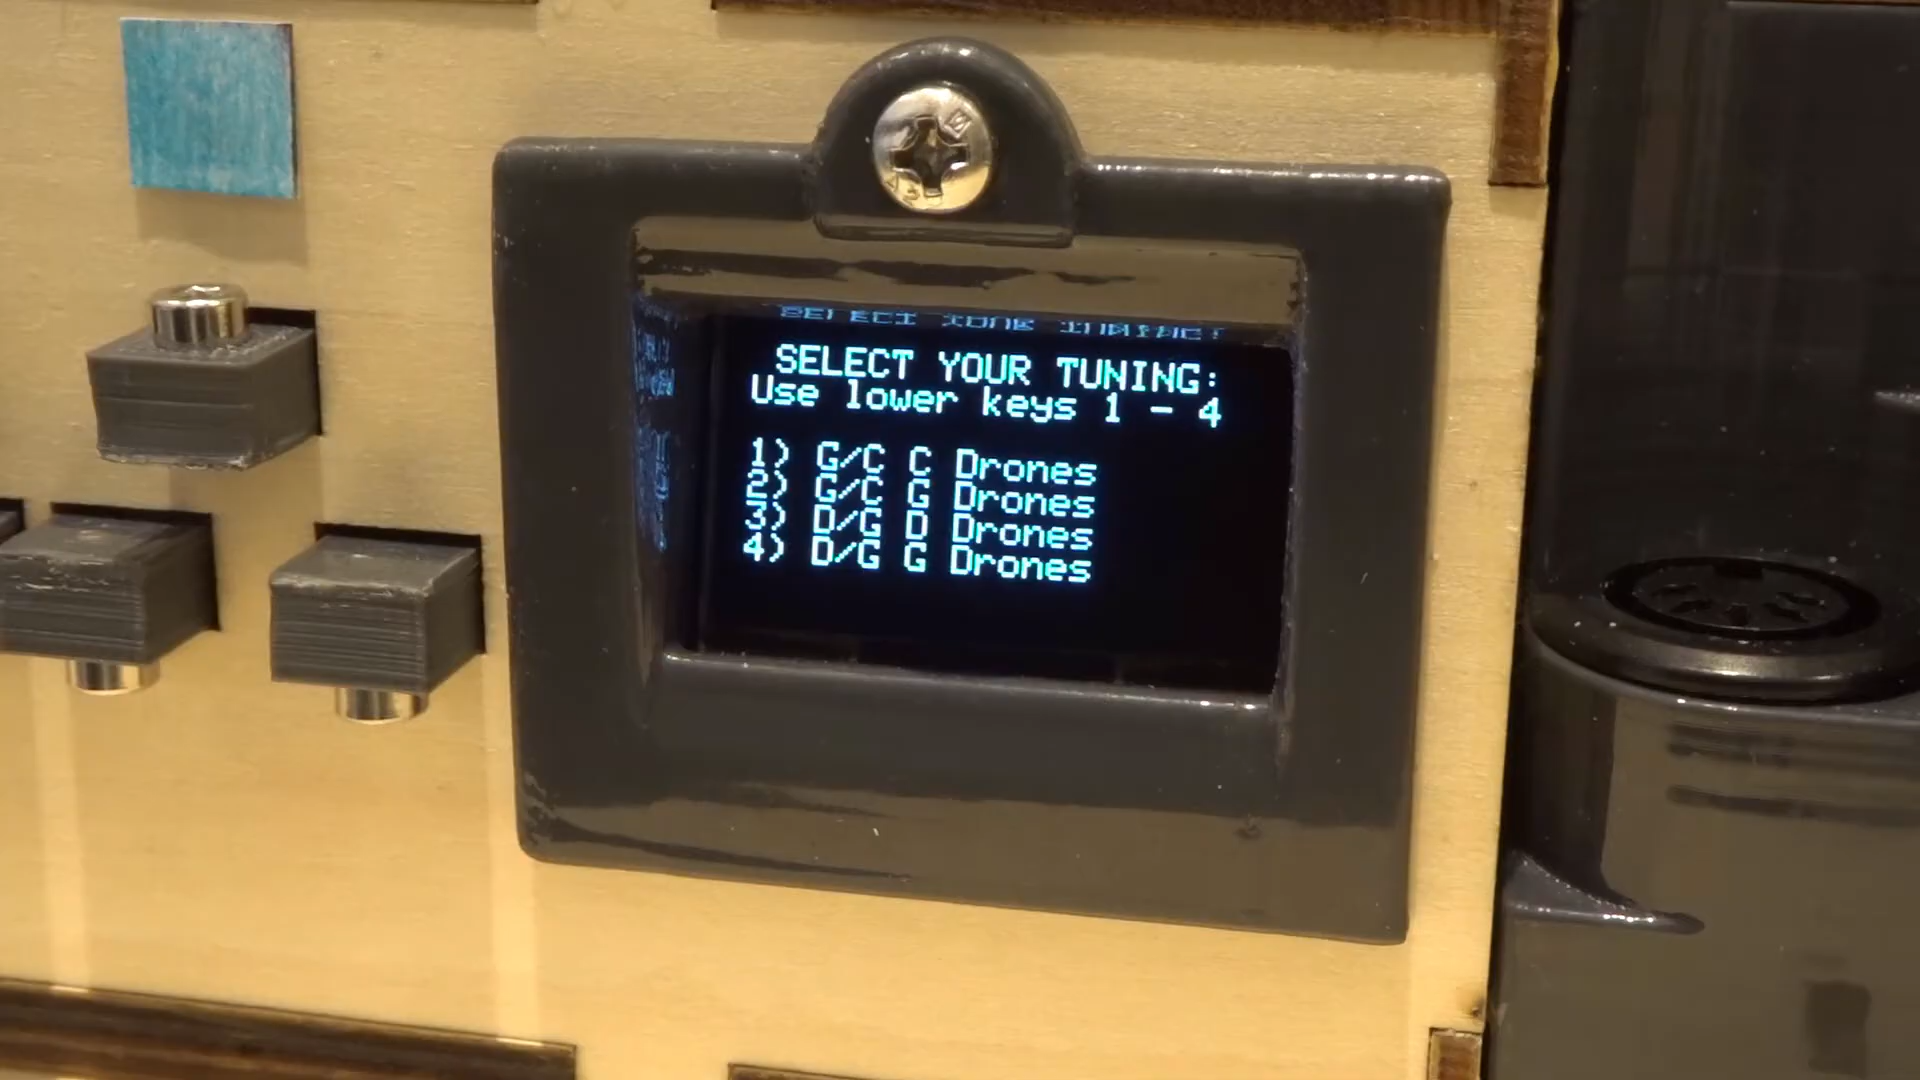 SELECT YOUR TUNING:
Use lower keys 1 - 4
1) G/C C Drones
2) G/C G Drones
3) D/G D Drones
4) D/G G Drones